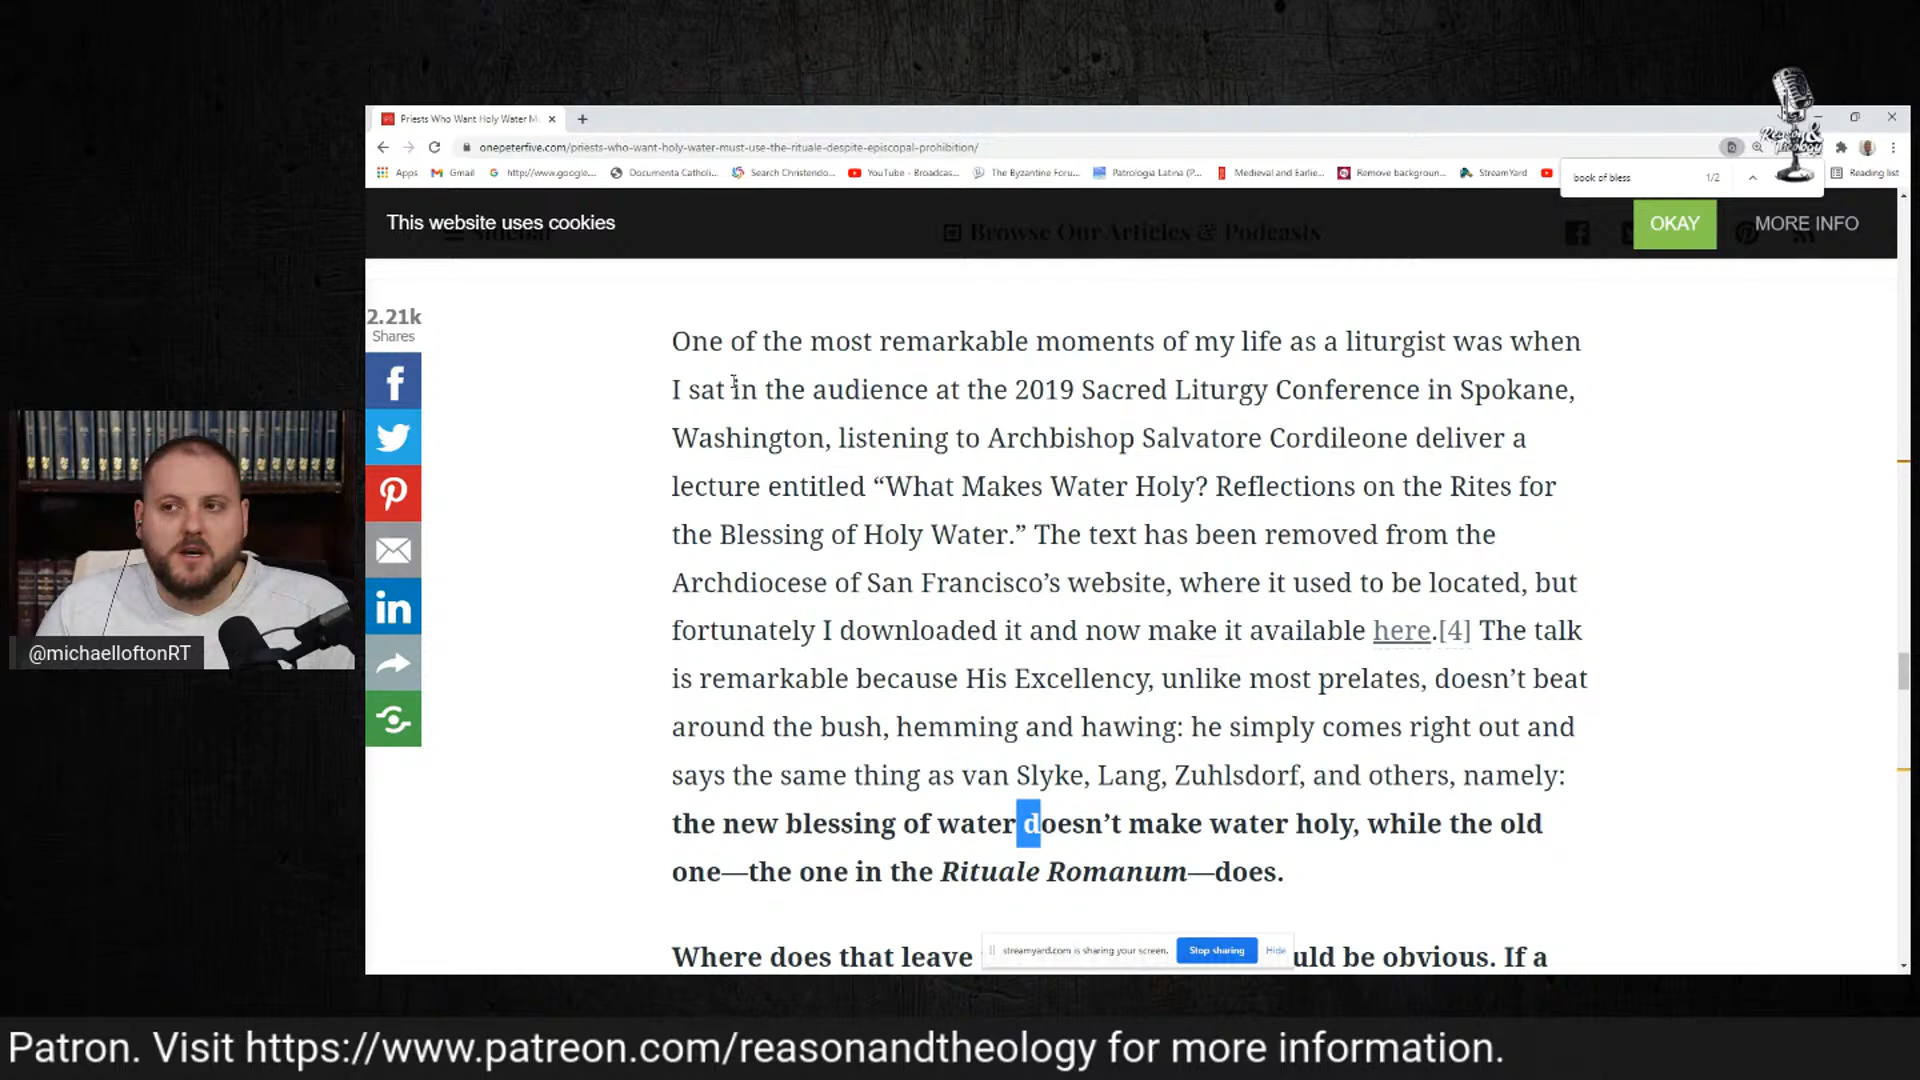 Priests Who Want Holy Water M
onepeterfive.com/priests-who-want-holy-water-must-use-the-rituale-despite-episcopal-prohibition/
Apps
Gmail
http://www.google...
Documenta Catholi...
Search Christendo...
YouTube - Broadcas...
The Byzantine Foru...
Patrologia Latina (P...
Medieval and Earlie...
Remove backgroun...
StreamYard
book of bless
1/2
Reading list
Reason &
Theology
This website uses cookies
Browse Our Articles & Podcasts
OKAY
MORE INFO
2.21k
Shares
One of the most remarkable moments of my life as a liturgist was when
I sat in the audience at the 2019 Sacred Liturgy Conference in Spokane,
Washington, listening to Archbishop Salvatore Cordileone deliver a
lecture entitled “What Makes Water Holy? Reflections on the Rites for
the Blessing of Holy Water.” The text has been removed from the
Archdiocese of San Francisco’s website, where it used to be located, but
fortunately I downloaded it and now make it available here.[4] The talk
is remarkable because His Excellency, unlike most prelates, doesn’t beat
around the bush, hemming and hawing: he simply comes right out and
says the same thing as van Slyke, Lang, Zuhlsdorf, and others, namely:
the new blessing of water doesn’t make water holy, while the old
one—the one in the Rituale Romanum—does.
Where does that leave
uld be obvious. If a
streamyard.com is sharing your screen.
Stop sharing
Hide
@michaelloftonRT
Patron. Visit https://www.patreon.com/reasonandtheology for more information.